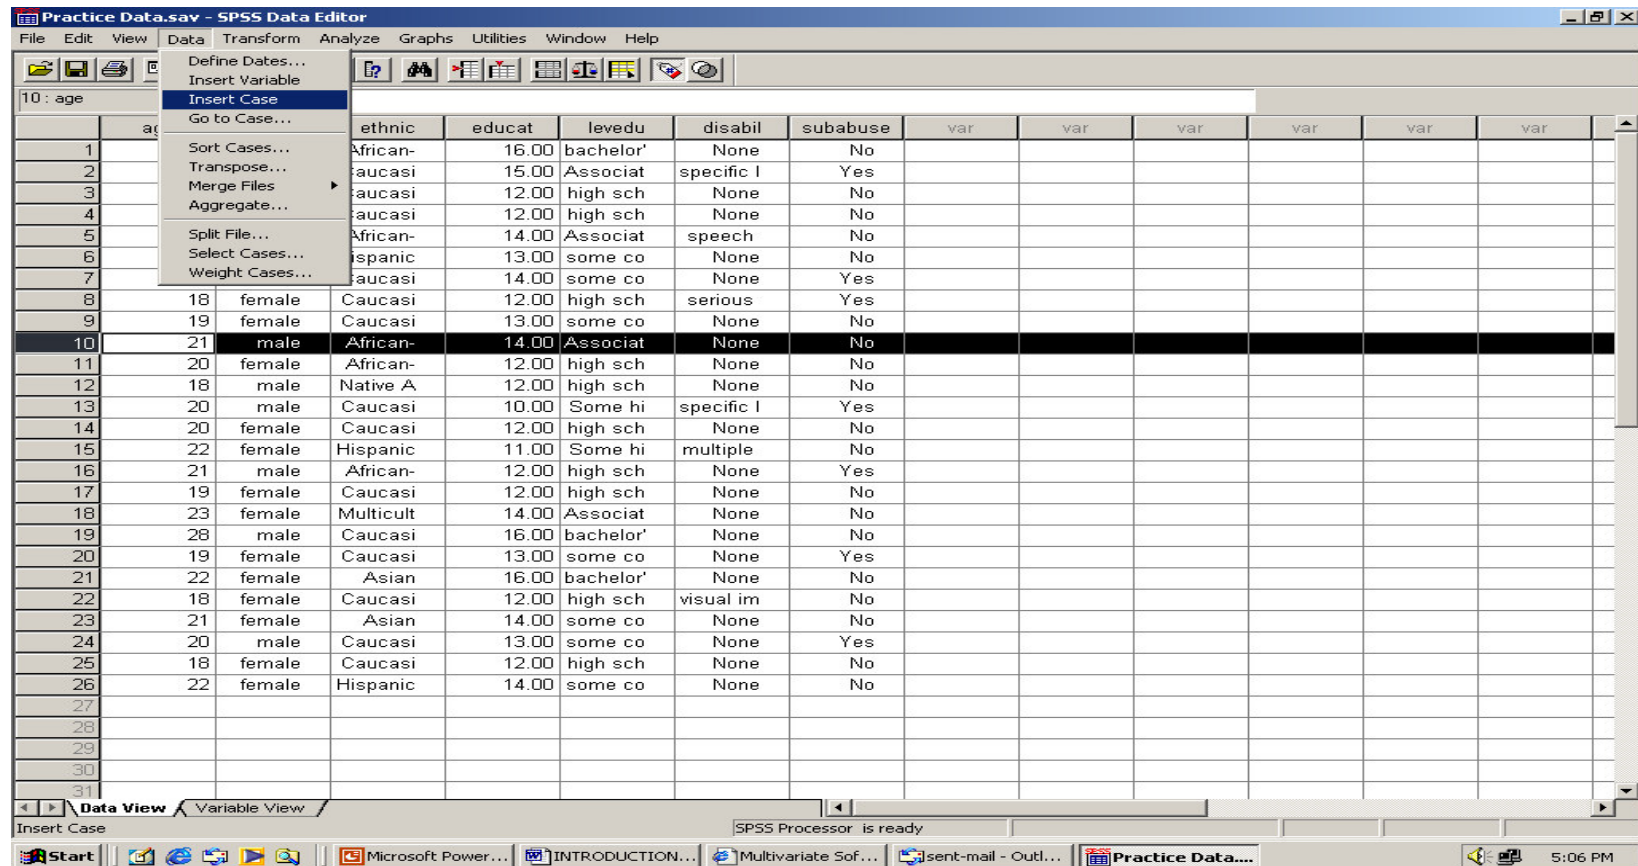 Practice Data.sav - SPSS Data Editor
File Edit View Data Transform Analyze Graphs Utilities Window Help
Define Dates...
Insert Variable
10 : age
Insert Case
Go to Case...
Sort Cases...
Transpose...
Merge Files
Aggregate...
Split File...
Select Cases...
Weight Cases...
ag ethnic educat levedu disabil subabuse var var var var var var
1 African- 16.00 bachelor' None No
2 aucasi 15.00 Associat specific l Yes
3 aucasi 12.00 high sch None No
4 aucasi 12.00 high sch None No
5 African- 14.00 Associat speech No
6 ispanic 13.00 some co None No
7 aucasi 14.00 some co None Yes
8 18 female Caucasi 12.00 high sch serious Yes
9 19 female Caucasi 13.00 some co None No
10 21 male African- 14.00 Associat None No
11 20 female African- 12.00 high sch None No
12 18 male Native A 12.00 high sch None No
13 20 male Caucasi 10.00 Some hi specific l Yes
14 20 female Caucasi 12.00 high sch None No
15 22 female Hispanic 11.00 Some hi multiple No
16 21 male African- 12.00 high sch None Yes
17 19 female Caucasi 12.00 high sch None No
18 23 female Multicult 14.00 Associat None No
19 28 male Caucasi 16.00 bachelor' None No
20 19 female Caucasi 13.00 some co None Yes
21 22 female Asian 16.00 bachelor' None No
22 18 female Caucasi 12.00 high sch visual im No
23 21 female Asian 14.00 some co None No
24 20 male Caucasi 13.00 some co None Yes
25 18 female Caucasi 12.00 high sch None No
26 22 female Hispanic 14.00 some co None No
27
28
29
30
31
Data View Variable View
Insert Case SPSS Processor is ready
Start Microsoft Power... INTRODUCTION... Multivariate Sof... sent-mail - Outl... Practice Data.... 5:06 PM